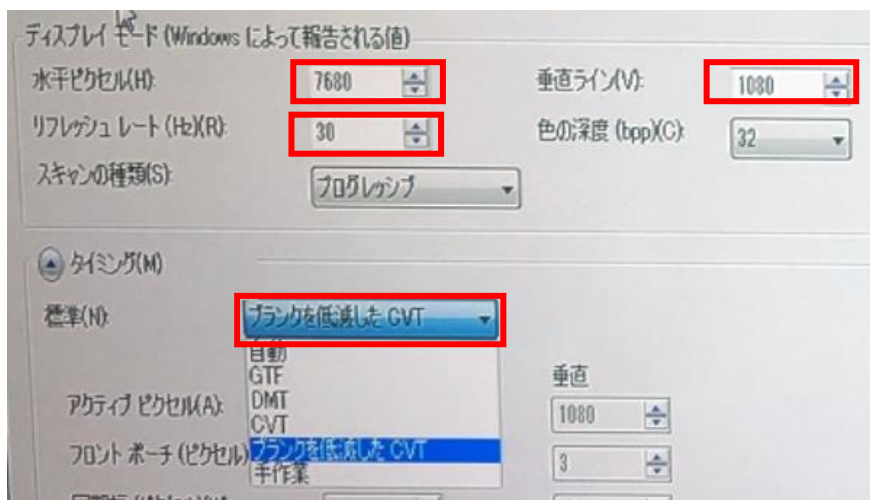 ディスプレイ モード (Windows によって報告される値)
水平ピクセル(H): 7680 垂直ライン(V): 1080
リフレッシュ レート (Hz)(R): 30 色の深度 (bpp)(C): 32
スキャンの種類(S): プログレッシブ
タイミング(M)
標準(N): ブランクを低減した CVT
自動
GTF
DMT
CVT
ブランクを低減した CVT
手作業
垂直
アクティブ ピクセル(A): 1080
フロント ポーチ (ピクセル) 3